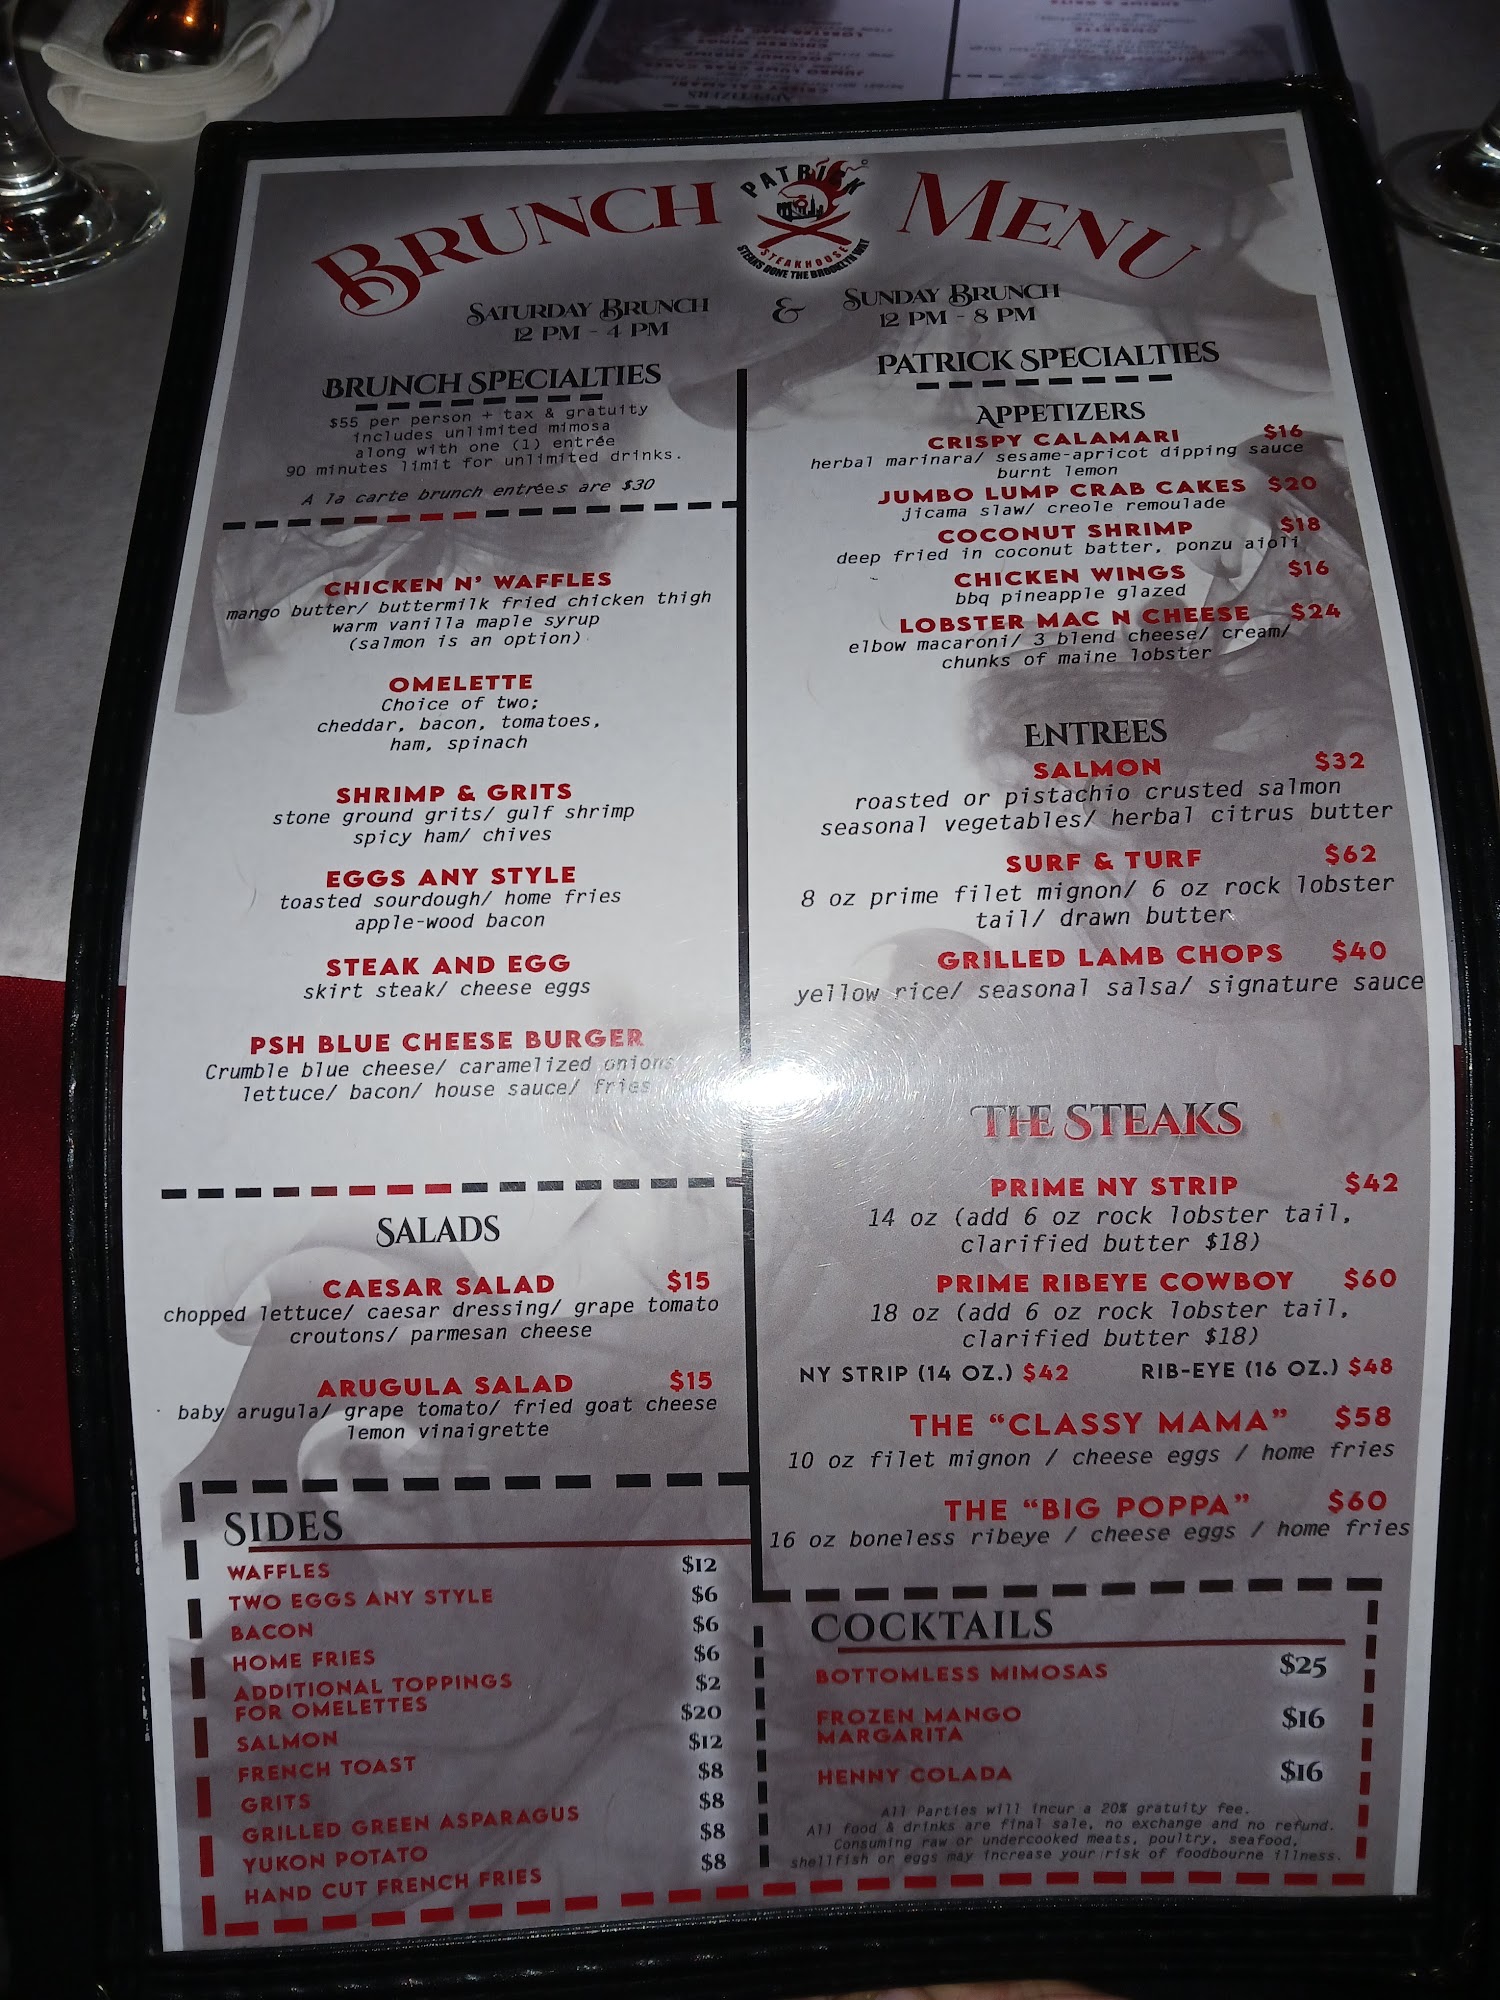 BRUNCH MENU
PATRICK
STEAKHOUSE
STEAKS DONE THE BROOKLYN WAY
SATURDAY BRUNCH & SUNDAY BRUNCH
12 PM - 4 PM 12 PM - 8 PM
BRUNCH SPECIALTIES
$55 per person + tax & gratuity
includes unlimited mimosa
along with one (1) entrée
90 minutes limit for unlimited drinks.
A la carte brunch entrées are $30
CHICKEN N' WAFFLES
mango butter/ buttermilk fried chicken thigh
warm vanilla maple syrup
(salmon is an option)
OMELETTE
Choice of two;
cheddar, bacon, tomatoes,
ham, spinach
SHRIMP & GRITS
stone ground grits/ gulf shrimp
spicy ham/ chives
EGGS ANY STYLE
toasted sourdough/ home fries
apple-wood bacon
STEAK AND EGG
skirt steak/ cheese eggs
PSH BLUE CHEESE BURGER
Crumble blue cheese/ caramelized onions
lettuce/ bacon/ house sauce/ fries
SALADS
CAESAR SALAD $15
chopped lettuce/ caesar dressing/ grape tomato
croutons/ parmesan cheese
ARUGULA SALAD $15
baby arugula/ grape tomato/ fried goat cheese
lemon vinaigrette
SIDES
WAFFLES $12
TWO EGGS ANY STYLE $6
BACON $6
HOME FRIES $6
ADDITIONAL TOPPINGS $2
FOR OMELETTES
SALMON $20
FRENCH TOAST $12
GRITS $8
GRILLED GREEN ASPARAGUS $8
YUKON POTATO $8
HAND CUT FRENCH FRIES $8
PATRICK SPECIALTIES
APPETIZERS
CRISPY CALAMARI $16
herbal marinara/ sesame-apricot dipping sauce
burnt lemon
JUMBO LUMP CRAB CAKES $20
jicama slaw/ creole remoulade
COCONUT SHRIMP $18
deep fried in coconut batter, ponzu aioli
CHICKEN WINGS $16
bbq pineapple glazed
LOBSTER MAC N CHEESE $24
elbow macaroni/ 3 blend cheese/ cream/
chunks of maine lobster
ENTREES
SALMON $32
roasted or pistachio crusted salmon
seasonal vegetables/ herbal citrus butter
SURF & TURF $62
8 oz prime filet mignon/ 6 oz rock lobster
tail/ drawn butter
GRILLED LAMB CHOPS $40
yellow rice/ seasonal salsa/ signature sauce
THE STEAKS
PRIME NY STRIP $42
14 oz (add 6 oz rock lobster tail,
clarified butter $18)
PRIME RIBEYE COWBOY $60
18 oz (add 6 oz rock lobster tail,
clarified butter $18)
NY STRIP (14 OZ.) $42 RIB-EYE (16 OZ.) $48
THE "CLASSY MAMA" $58
10 oz filet mignon / cheese eggs / home fries
THE "BIG POPPA" $60
16 oz boneless ribeye / cheese eggs / home fries
COCKTAILS
BOTTOMLESS MIMOSAS $25
FROZEN MANGO $16
MARGARITA
HENNY COLADA $16
All Parties will incur a 20% gratuity fee.
All food & drinks are final sale, no exchange and no refund.
Consuming raw or undercooked meats, poultry, seafood,
shellfish or eggs may increase your risk of foodbourne illness.